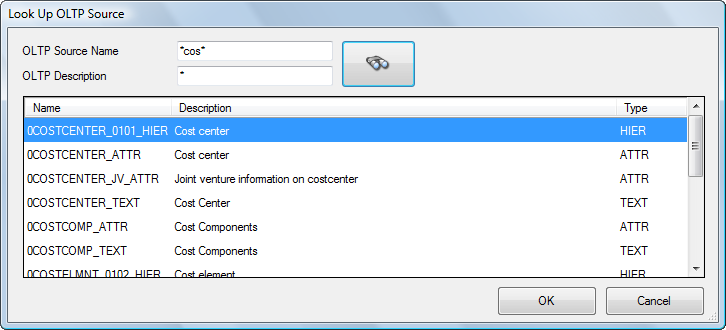 Look Up OLTP Source
OLTP Source Name *cos*
OLTP Description *
Name Description Type
0COSTCENTER_0101_HIER Cost center HIER
0COSTCENTER_ATTR Cost center ATTR
0COSTCENTER_JV_ATTR Joint venture information on costcenter ATTR
0COSTCENTER_TEXT Cost Center TEXT
0COSTCOMP_ATTR Cost Components ATTR
0COSTCOMP_TEXT Cost Components TEXT
0COSTELMNT_0102_HIER Cost element HIER
OK Cancel